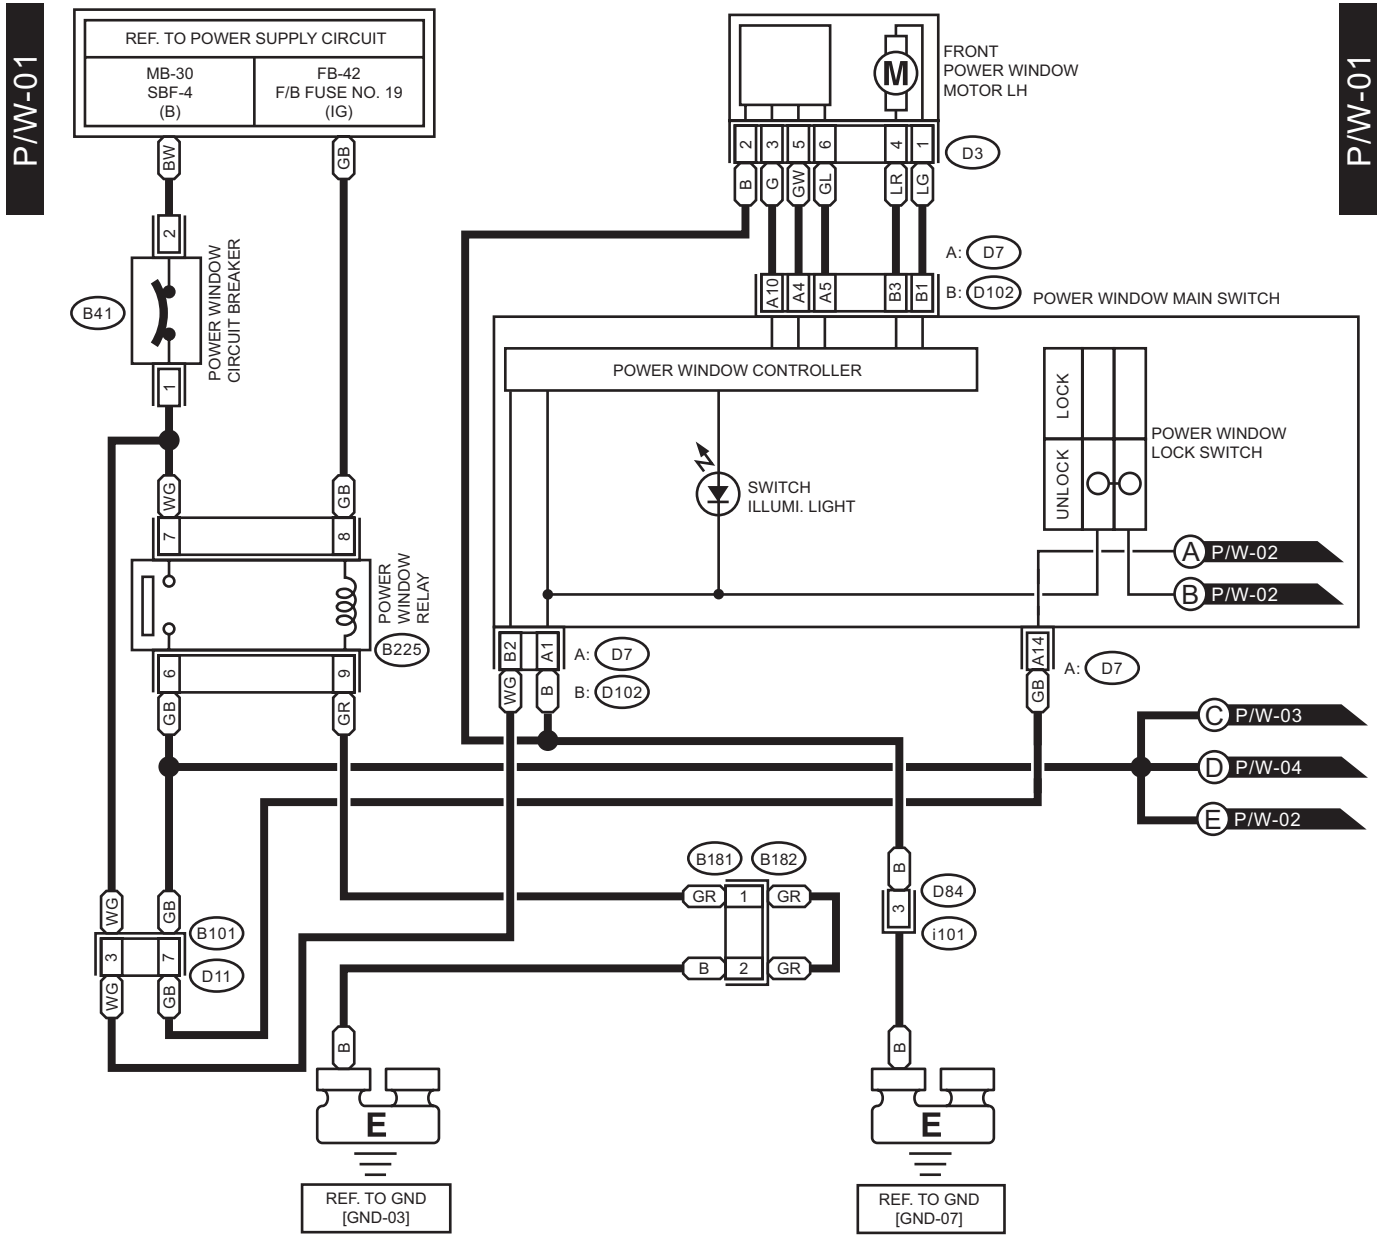 P/W-01
P/W-01
REF. TO POWER SUPPLY CIRCUIT
MB-30
SBF-4
(B)
FB-42
F/B FUSE NO. 19
(IG)
BW
GB
2
B41
POWER WINDOW
CIRCUIT BREAKER
1
WG
GB
7
8
POWER
WINDOW
RELAY
B225
6
9
GB
GR
WG
GB
B101
3
7
D11
WG
GB
FRONT
POWER WINDOW
MOTOR LH
M
2
3
5
6
4
1
D3
B
G
GW
GL
LR
LG
A: D7
A10
A4
A5
B3
B1
B: D102
POWER WINDOW MAIN SWITCH
POWER WINDOW CONTROLLER
LOCK
UNLOCK
POWER WINDOW
LOCK SWITCH
SWITCH
ILLUMI. LIGHT
A P/W-02
B P/W-02
B2
A1
A: D7
WG
B
B: D102
A14
A: D7
GB
C P/W-03
D P/W-04
E P/W-02
B181
B182
GR
1
GR
B
2
GR
B
D84
3
i101
B
B
E
E
REF. TO GND
[GND-03]
REF. TO GND
[GND-07]